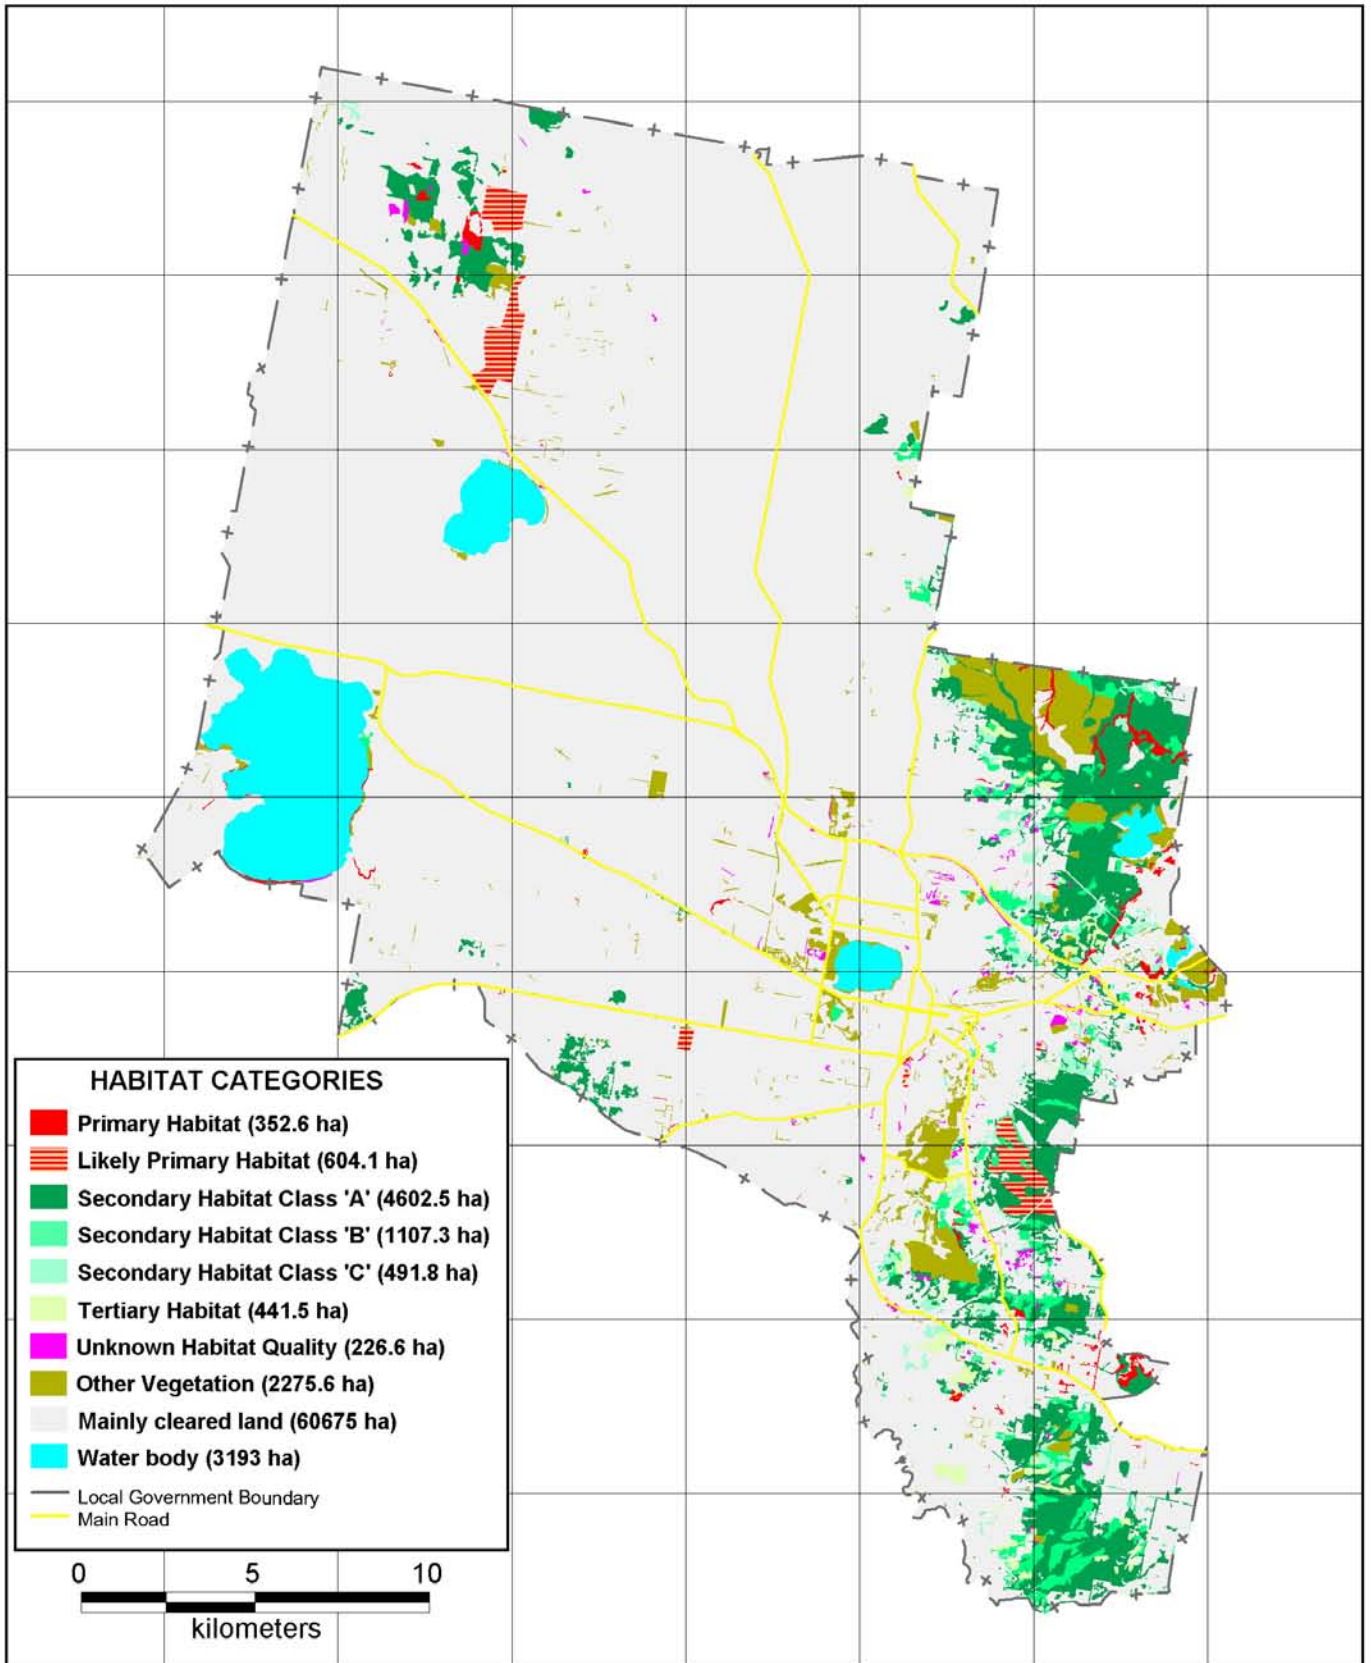 HABITAT CATEGORIES
Primary Habitat (352.6 ha)
Likely Primary Habitat (604.1 ha)
Secondary Habitat Class 'A' (4602.5 ha)
Secondary Habitat Class 'B' (1107.3 ha)
Secondary Habitat Class 'C' (491.8 ha)
Tertiary Habitat (441.5 ha)
Unknown Habitat Quality (226.6 ha)
Other Vegetation (2275.6 ha)
Mainly cleared land (60675 ha)
Water body (3193 ha)
Local Government Boundary
Main Road
0 5 10
kilometers